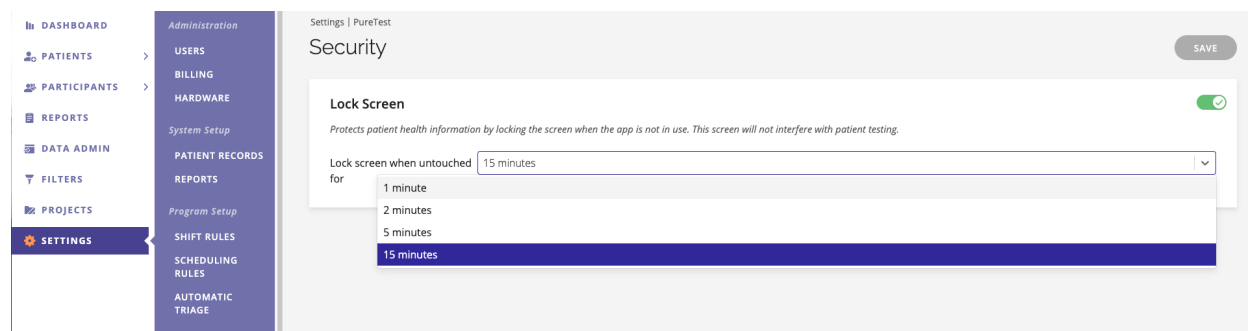 DASHBOARD
PATIENTS
PARTICIPANTS
REPORTS
DATA ADMIN
FILTERS
PROJECTS
SETTINGS
Administration
USERS
BILLING
HARDWARE
System Setup
PATIENT RECORDS
REPORTS
Program Setup
SHIFT RULES
SCHEDULING
RULES
AUTOMATIC
TRIAGE
Settings | PureTest
Security
SAVE
Lock Screen
Protects patient health information by locking the screen when the app is not in use. This screen will not interfere with patient testing.
Lock screen when untouched
for
15 minutes
1 minute
2 minutes
5 minutes
15 minutes